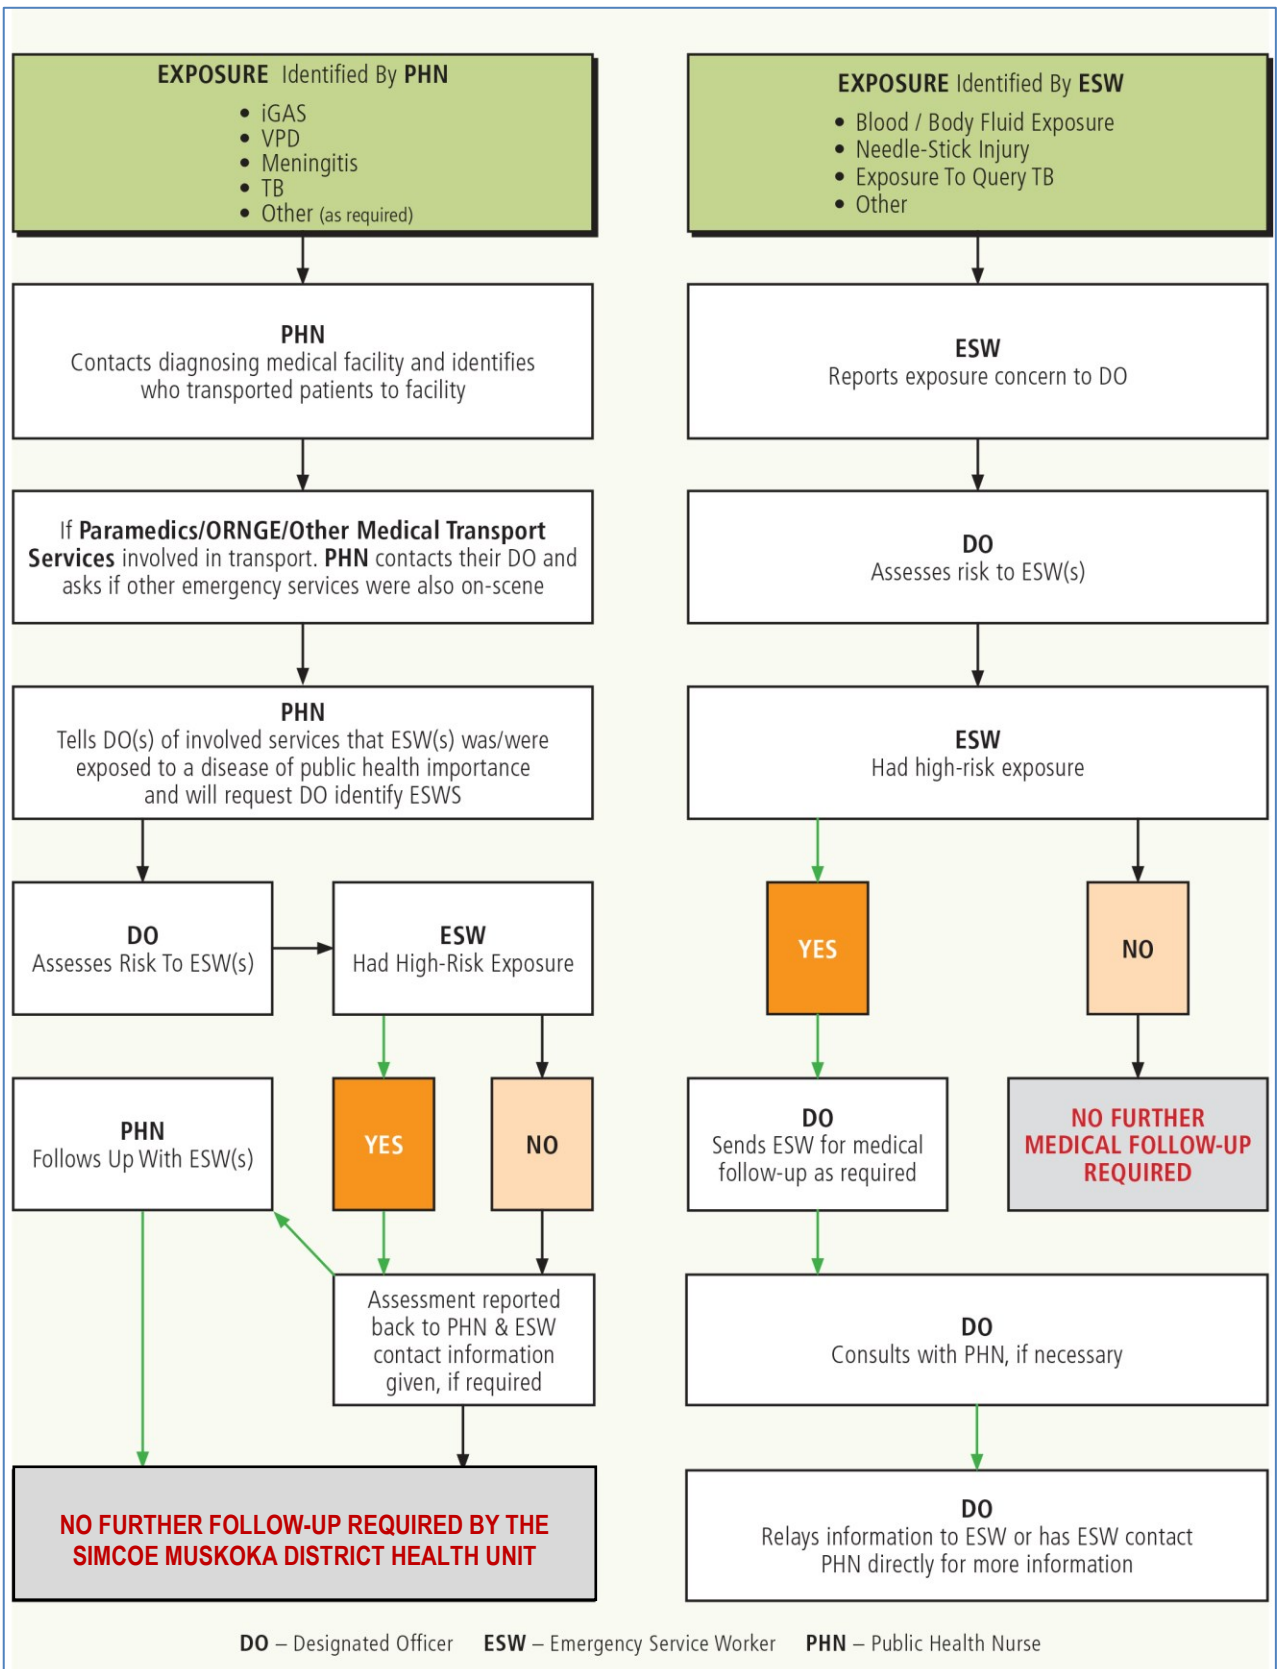 EXPOSURE Identified By PHN
• iGAS
• VPD
• Meningitis
• TB
• Other (as required)
PHN
Contacts diagnosing medical facility and identifies
who transported patients to facility
If Paramedics/ORNGE/Other Medical Transport
Services involved in transport. PHN contacts their DO and
asks if other emergency services were also on-scene
PHN
Tells DO(s) of involved services that ESW(s) was/were
exposed to a disease of public health importance
and will request DO identify ESWS
DO
Assesses Risk To ESW(s)
ESW
Had High-Risk Exposure
PHN
Follows Up With ESW(s)
YES
NO
Assessment reported
back to PHN & ESW
contact information
given, if required
NO FURTHER FOLLOW-UP REQUIRED BY THE
SIMCOE MUSKOKA DISTRICT HEALTH UNIT
EXPOSURE Identified By ESW
• Blood / Body Fluid Exposure
• Needle-Stick Injury
• Exposure To Query TB
• Other
ESW
Reports exposure concern to DO
DO
Assesses risk to ESW(s)
ESW
Had high-risk exposure
YES
NO
DO
Sends ESW for medical
follow-up as required
NO FURTHER
MEDICAL FOLLOW-UP
REQUIRED
DO
Consults with PHN, if necessary
DO
Relays information to ESW or has ESW contact
PHN directly for more information
DO – Designated Officer ESW – Emergency Service Worker PHN – Public Health Nurse